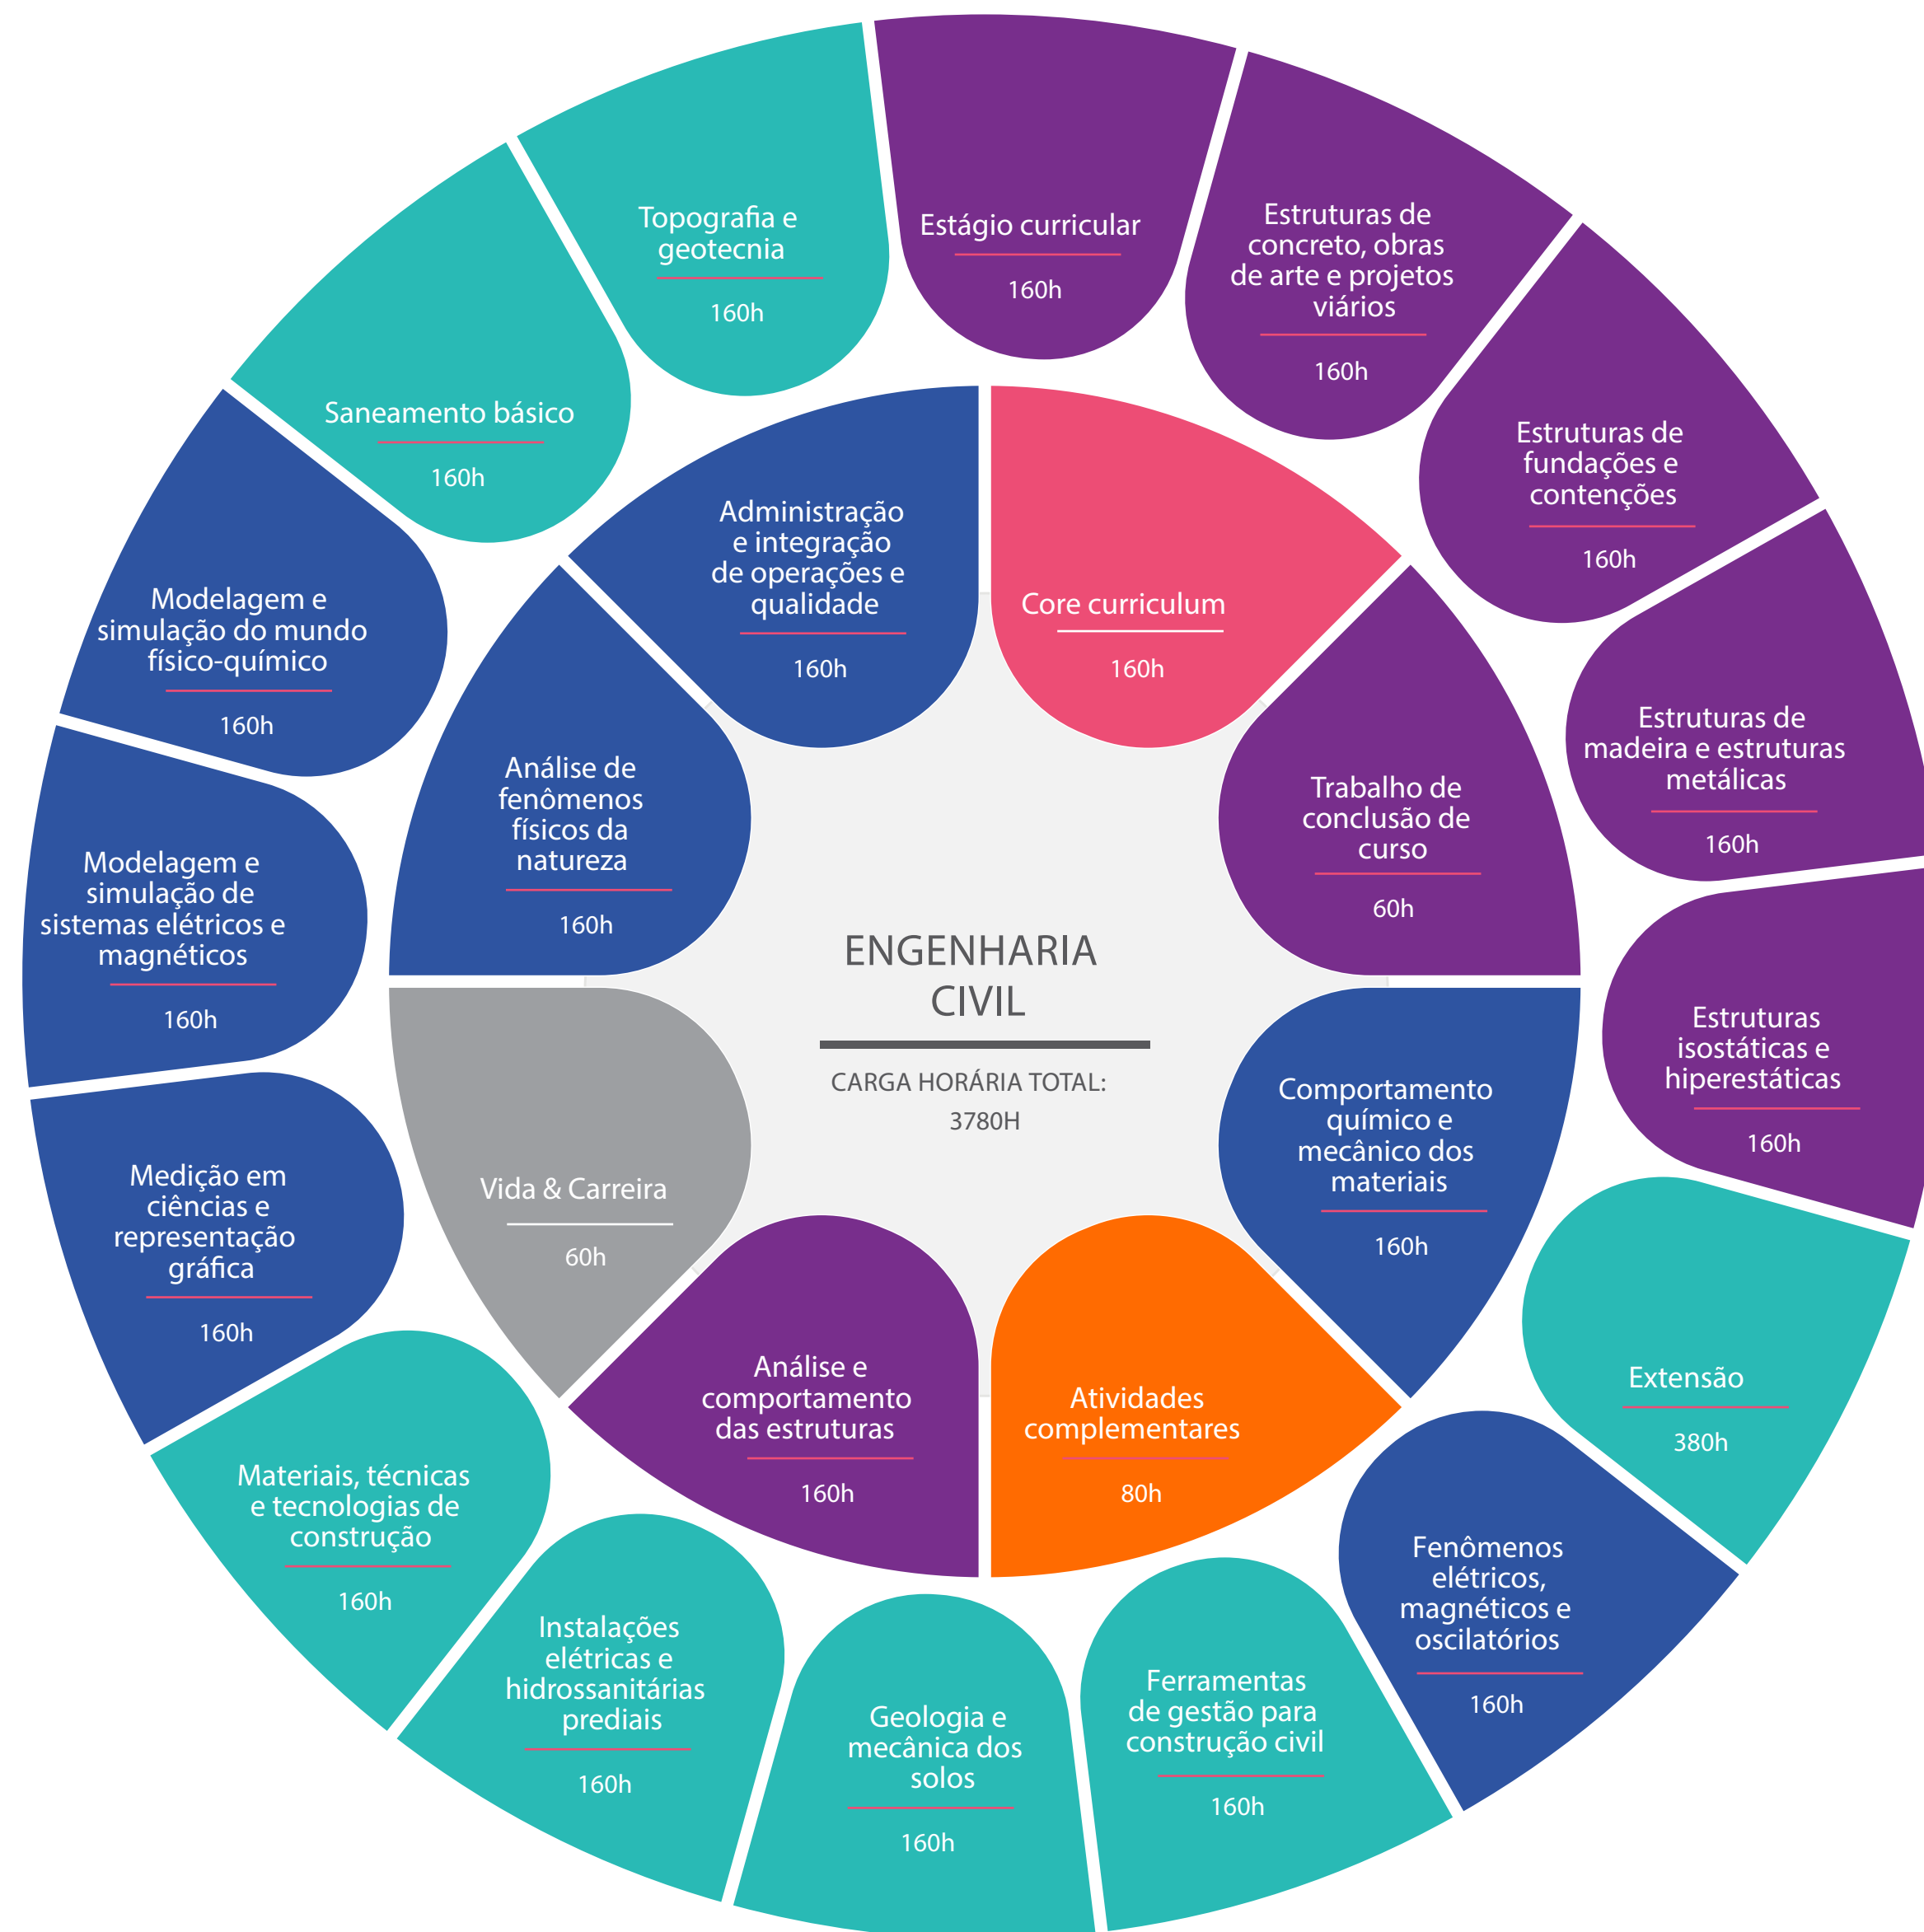 Estágio curricular
160h
Estruturas de
concreto, obras
de arte e projetos
viários
160h
Estruturas de
fundações e
contenções
160h
Estruturas de
madeira e estruturas
metálicas
160h
Estruturas
isostáticas e
hiperestáticas
160h
Extensão
380h
Fenômenos
elétricos,
magnéticos e
oscilatórios
160h
Ferramentas
de gestão para
construção civil
160h
Geologia e
mecânica dos
solos
160h
Instalações
elétricas e
hidrossanitárias
prediais
160h
Materiais, técnicas
e tecnologias de
construção
160h
Medição em
ciências e
representação
gráfica
160h
Modelagem e
simulação de
sistemas elétricos e
magnéticos
160h
Modelagem e
simulação do mundo
físico-químico
160h
Saneamento básico
160h
Topografia e
geotecnia
160h
Core curriculum
160h
Trabalho de
conclusão de
curso
60h
Comportamento
químico e
mecânico dos
materiais
160h
Atividades
complementares
80h
Análise e
comportamento
das estruturas
160h
Vida & Carreira
60h
Análise de
fenômenos
físicos da
natureza
160h
Administração
e integração
de operações e
qualidade
160h
ENGENHARIA
CIVIL
CARGA HORÁRIA TOTAL:
3780H